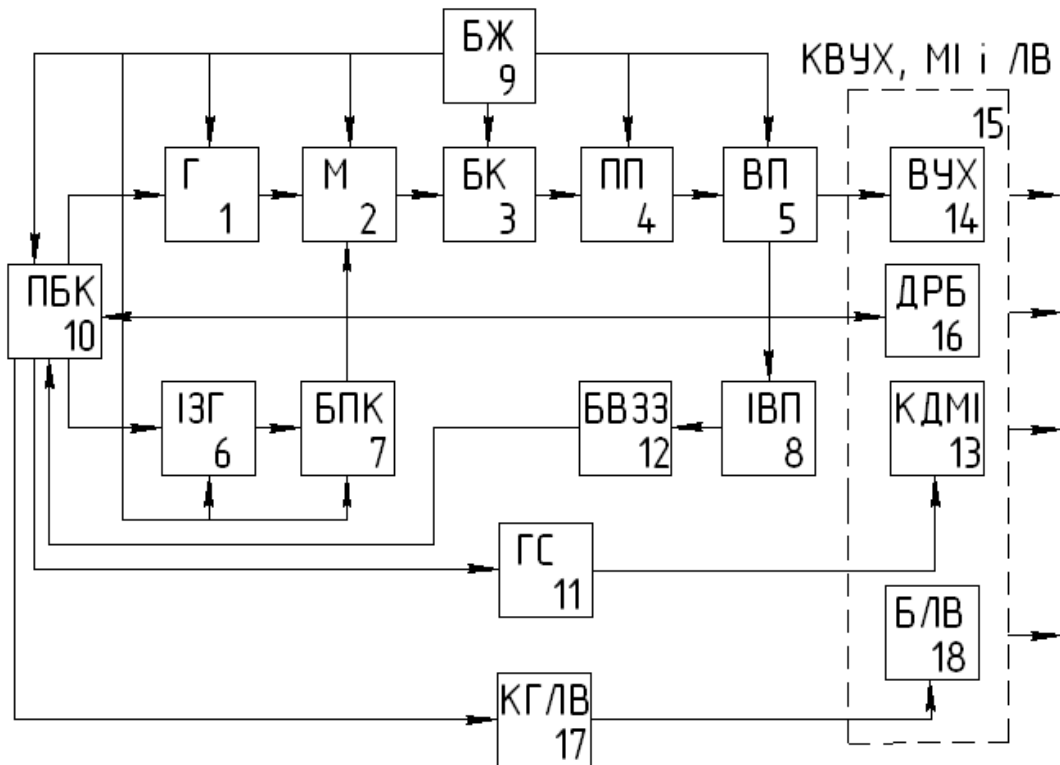 БЖ
9
КВУХ, МІ і ЛВ
15
Г
1
М
2
БК
3
ПП
4
ВП
5
ВУХ
14
ПБК
10
ДРБ
16
ІЗГ
6
БПК
7
БВЗЗ
12
ІВП
8
КДМІ
13
ГС
11
БЛВ
18
КГЛВ
17